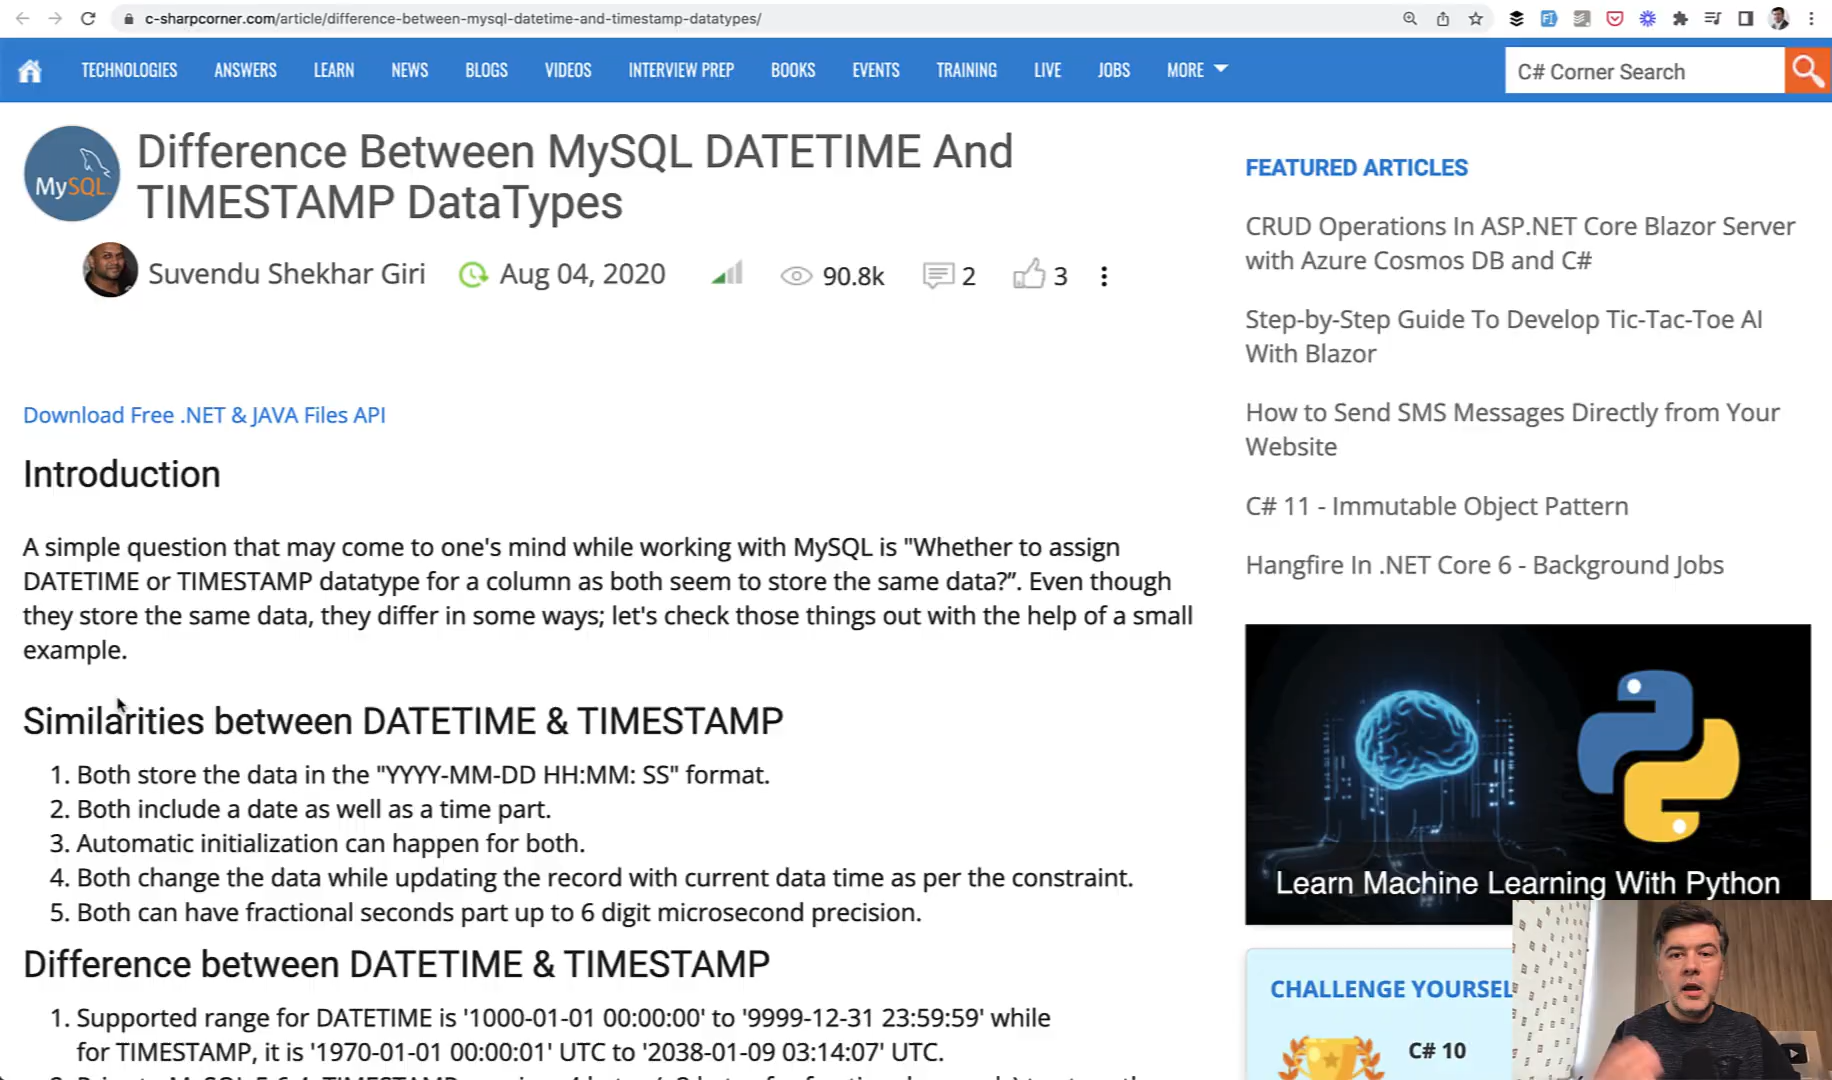 c-sharpcorner.com/article/difference-between-mysql-datetime-and-timestamp-datatypes/
TECHNOLOGIES ANSWERS LEARN NEWS BLOGS VIDEOS INTERVIEW PREP BOOKS EVENTS TRAINING LIVE JOBS MORE
C# Corner Search
MySQL
Difference Between MySQL DATETIME And
TIMESTAMP DataTypes
Suvendu Shekhar Giri Aug 04, 2020 90.8k 2 3
Download Free .NET & JAVA Files API
Introduction
A simple question that may come to one's mind while working with MySQL is "Whether to assign
DATETIME or TIMESTAMP datatype for a column as both seem to store the same data?”. Even though
they store the same data, they differ in some ways; let's check those things out with the help of a small
example.
Similarities between DATETIME & TIMESTAMP
1. Both store the data in the "YYYY-MM-DD HH:MM: SS" format.
2. Both include a date as well as a time part.
3. Automatic initialization can happen for both.
4. Both change the data while updating the record with current data time as per the constraint.
5. Both can have fractional seconds part up to 6 digit microsecond precision.
Difference between DATETIME & TIMESTAMP
1. Supported range for DATETIME is '1000-01-01 00:00:00' to '9999-12-31 23:59:59' while
for TIMESTAMP, it is '1970-01-01 00:00:01' UTC to '2038-01-09 03:14:07' UTC.
FEATURED ARTICLES
CRUD Operations In ASP.NET Core Blazor Server
with Azure Cosmos DB and C#
Step-by-Step Guide To Develop Tic-Tac-Toe AI
With Blazor
How to Send SMS Messages Directly from Your
Website
C# 11 - Immutable Object Pattern
Hangfire In .NET Core 6 - Background Jobs
Learn Machine Learning With Python
CHALLENGE YOURSEL
C# 10